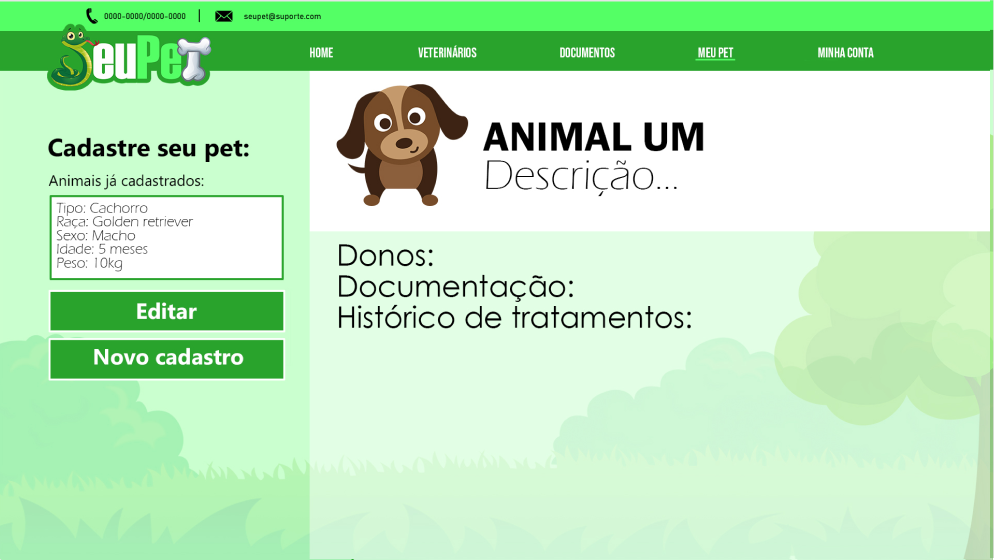 0000-0000/0000-0000 | seupet@suporte.com
SeuPet
HOME VETERINÁRIOS DOCUMENTOS MEU PET MINHA CONTA
Cadastre seu pet:
Animais já cadastrados:
Tipo: Cachorro
Raça: Golden retriever
Sexo: Macho
Idade: 5 meses
Peso: 10kg
Editar
Novo cadastro
ANIMAL UM
Descrição...
Donos:
Documentação:
Histórico de tratamentos: